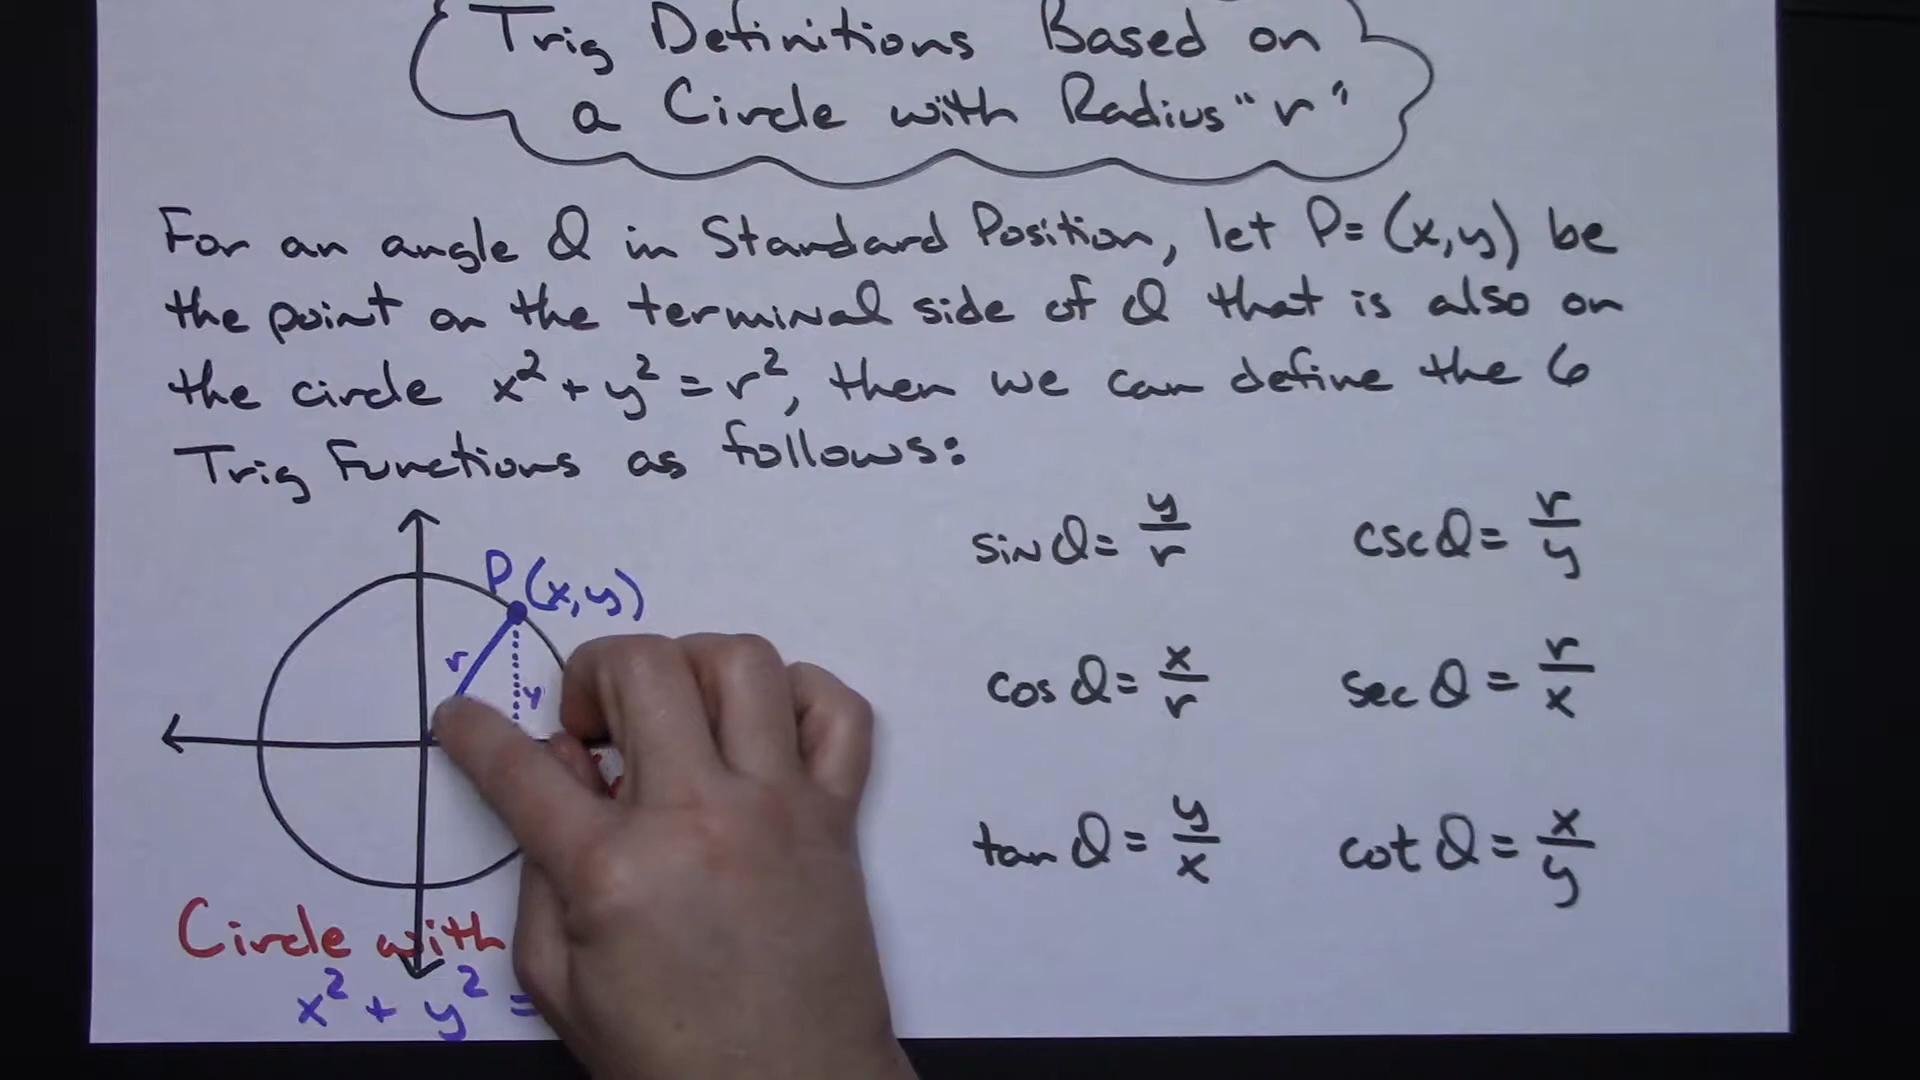 Trig Definitions Based on
a Circle with Radius "r"
For an angle θ in Standard Position, let P = (x,y) be
the point on the terminal side of θ that is also on
the circle x² + y² = r², then we can define the 6
Trig Functions as follows:
sin θ = y/r csc θ = r/y
P (x,y)
r
y
cos θ = x/r sec θ = r/x
tan θ = y/x cot θ = x/y
Circle with
x² + y² =